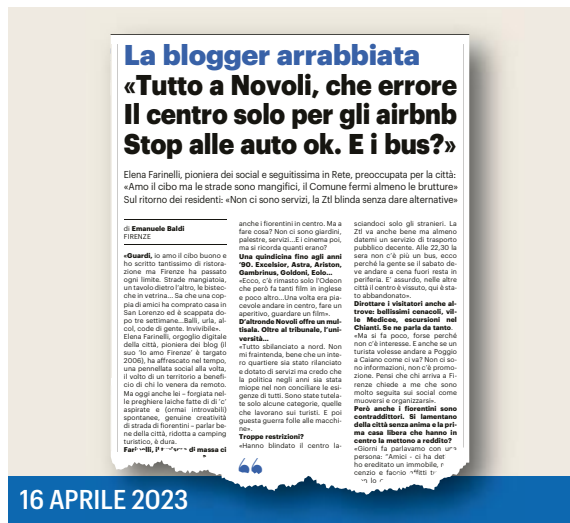 La blogger arrabbiata
«Tutto a Novoli, che errore
Il centro solo per gli airbnb
Stop alle auto ok. E i bus?»
Elena Farinelli, pioniera dei social e seguitissima in Rete, preoccupata per la città:
«Amo il cibo ma le strade sono mangifici, il Comune fermi almeno le brutture»
Sul ritorno dei residenti: «Non ci sono servizi, la Ztl blinda senza dare alternative»
di Emanuele Baldi
FIRENZE
«Guardi, io amo il cibo buono e
ho scritto tantissimo di ristora-
zione ma Firenze ha passato
ogni limite. Strade mangiatoia,
un tavolo dietro l'altro, le bistec-
che in vetrina... Sa che una cop-
pia di amici ha comprato casa in
San Lorenzo ed è scappata do-
po tre settimane...Balli, urla, al-
col, code di gente. Invivibile».
Elena Farinelli, orgoglio digitale
della città, pioniera dei blog (il
suo 'Io amo Firenze' è targato
2006), ha affrescato nel tempo,
una pennellata social alla volta,
il volto di un territorio a benefi-
cio di chi lo venera da remoto.
Ma oggi anche lei - forgiata nel-
le preghiere laiche fatte di di 'c'
aspirate e (ormai introvabili)
spontanee, genuine creatività
di strada di fiorentini - parlar be-
ne della città, ridotta a camping
turistico, è dura.
Farinelli, il turismo di massa ci
anche i fiorentini in centro. Ma a
fare cosa? Non ci sono giardini,
palestre, servizi...E i cinema poi,
ma si ricorda quanti erano?
Una quindicina fino agli anni
'90. Excelsior, Astra, Ariston,
Gambrinus, Goldoni, Eolo...
«Ecco, c'è rimasto solo l'Odeon
che però fa tanti film in inglese
e poco altro...Una volta era pia-
cevole andare in centro, fare un
aperitivo, guardare un film».
D'altronde Novoli offre un mul-
tisala. Oltre al tribunale, l'uni-
versità...
«Tutto sbilanciato a nord. Non
mi fraintenda, bene che un inte-
ro quartiere sia stato rilanciato
e dotato di servizi ma credo che
la politica negli anni sia stata
miope nel non conciliare le esi-
genze di tutti. Sono state tutela-
te solo alcune categorie, quelle
che lavorano sui turisti. E poi
questa guerra folle alle macchi-
ne».
Troppe restrizioni?
«Hanno blindato il centro la-
sciandoci solo gli stranieri. La
Ztl va anche bene ma almeno
datemi un servizio di trasporto
pubblico decente. Alle 22,30 la
sera non c'è più un bus, ecco
perché la gente se il sabato de-
ve andare a cena fuori resta in
periferia. E' assurdo, nelle altre
città il centro è vissuto, qui è sta-
to abbandonato».
Dirottare i visitatori anche al-
trove: bellissimi cenacoli, vil-
le Medicee, escursioni nel
Chianti. Se ne parla da tanto.
«Ma si fa poco, forse perché
non c'è interesse. E anche se un
turista volesse andare a Poggio
a Caiano come ci va? Non ci so-
no informazioni, non c'è promo-
zione. Pensi che chi arriva a Fi-
renze chiede a me che sono
molto seguita sui social come
muoversi e organizzarsi».
Però anche i fiorentini sono
contraddittori. Si lamentano
della città senza anima e la pri-
ma casa libera che hanno in
centro la mettono a reddito?
«Giorni fa parlavamo con una
persona: "Amici - ci ha det
ho ereditato un immobile,
cenzio e faccio affitti
16 APRILE 2023